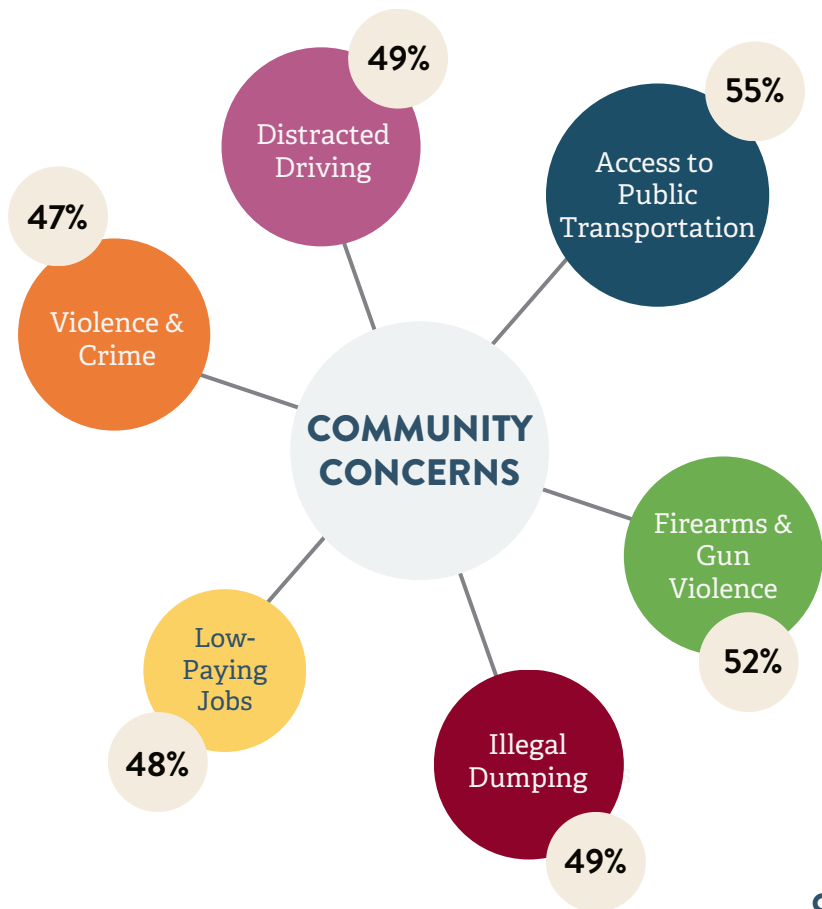 49%
Distracted
Driving
55%
Access to
Public
Transportation
47%
Violence &
Crime
COMMUNITY
CONCERNS
Firearms &
Gun
Violence
52%
Low-
Paying
Jobs
48%
Illegal
Dumping
49%